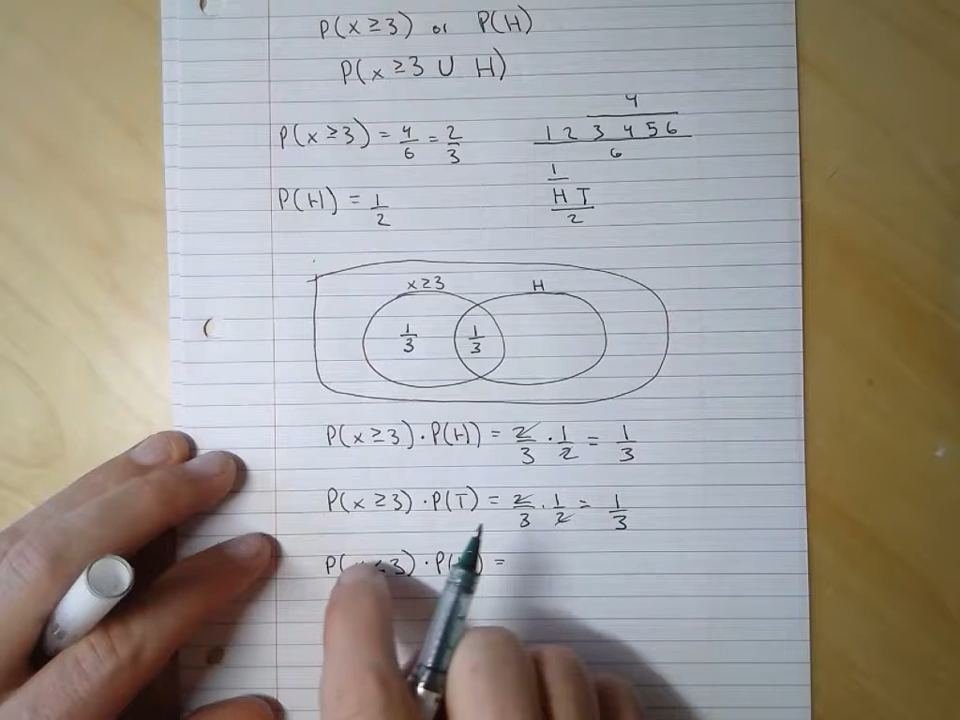 P(x ≥ 3) or P(H)
P(x ≥ 3 U H)
P(x ≥ 3) = 4/6 = 2/3
4
1 2 3 4 5 6
6
P(H) = 1/2
1
H T
2
x ≥ 3
H
1/3
1/3
P(x ≥ 3) · P(H) = 2/3 · 1/2 = 1/3
P(x ≥ 3) · P(T) = 2/3 · 1/2 = 1/3
P( 3) · P( ) =